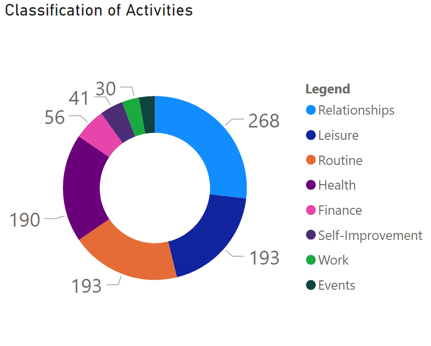 Classification of Activities
Legend
Relationships
Leisure
Routine
Health
Finance
Self-Improvement
Work
Events
268
193
193
190
56
41
30